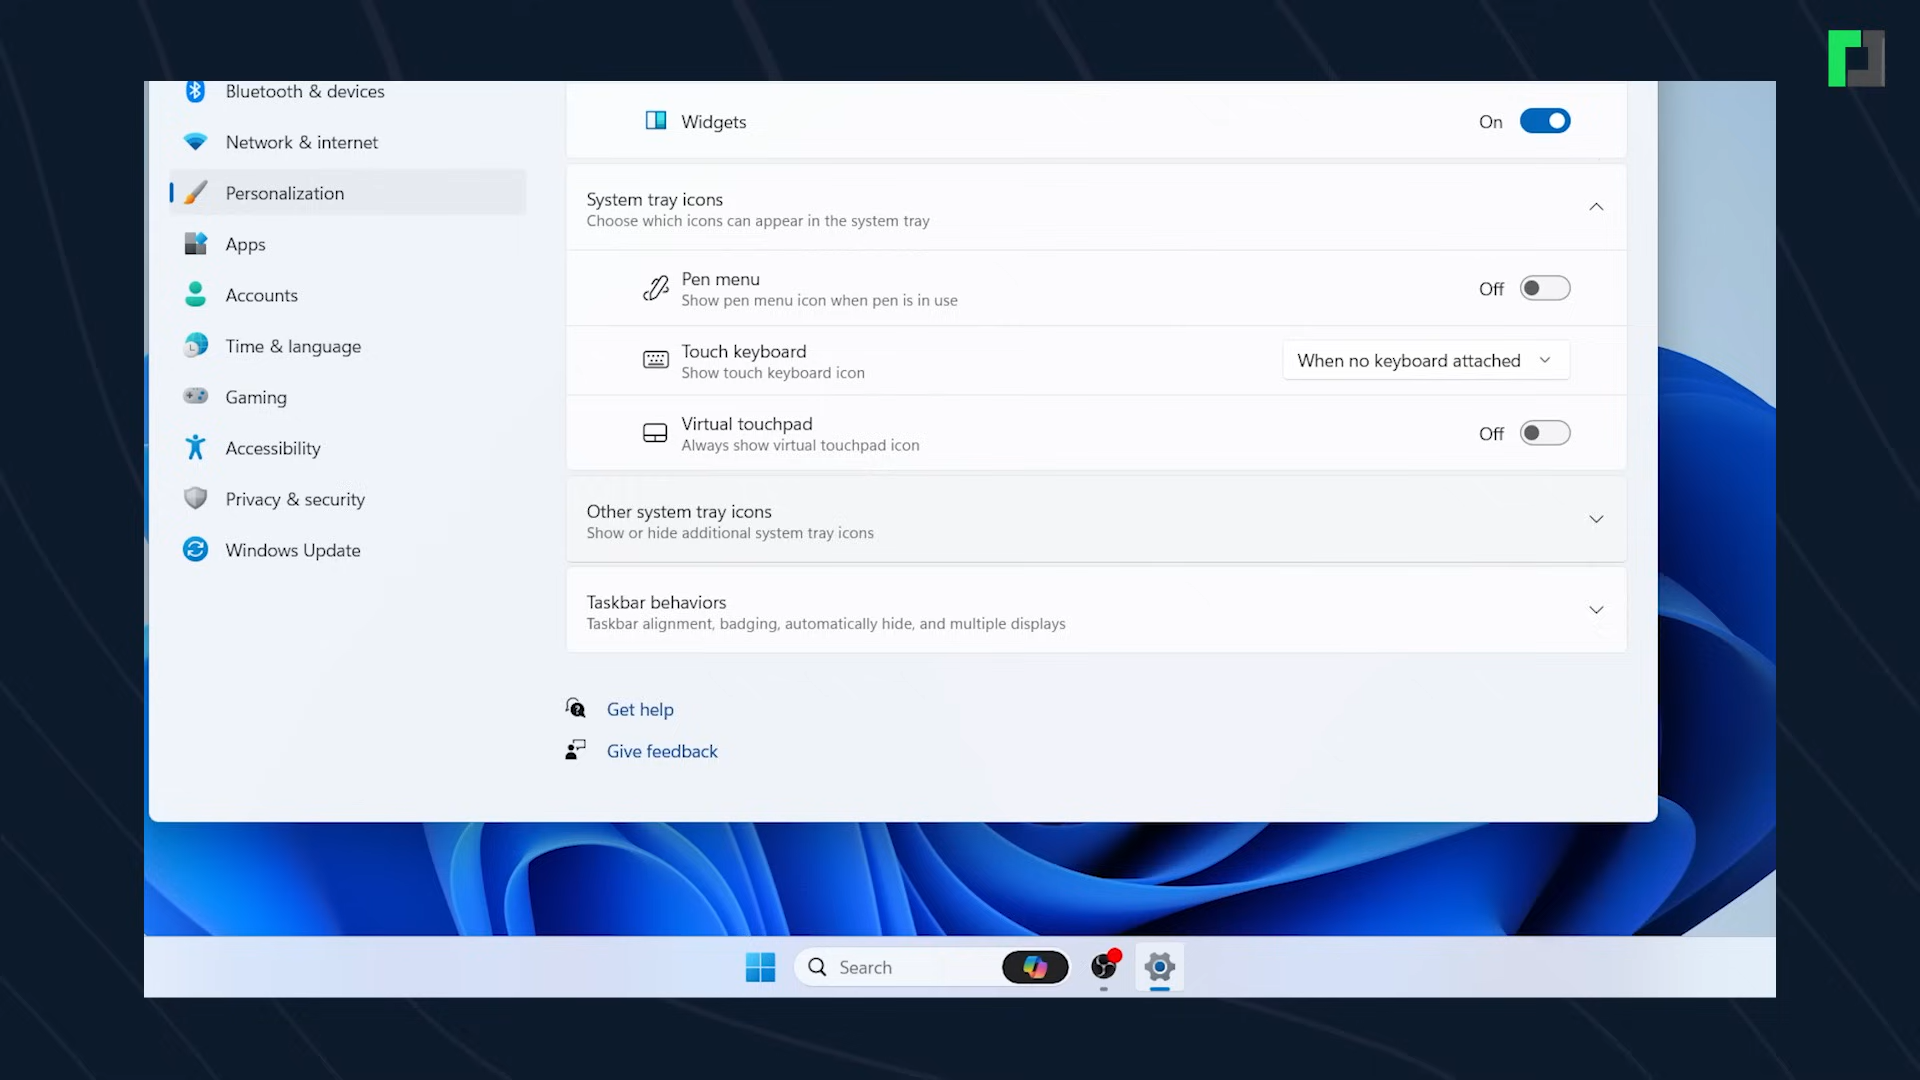 Bluetooth & devices
Network & internet
Personalization
Apps
Accounts
Time & language
Gaming
Accessibility
Privacy & security
Windows Update
Widgets
On
System tray icons
Choose which icons can appear in the system tray
Pen menu
Show pen menu icon when pen is in use
Off
Touch keyboard
Show touch keyboard icon
When no keyboard attached
Virtual touchpad
Always show virtual touchpad icon
Off
Other system tray icons
Show or hide additional system tray icons
Taskbar behaviors
Taskbar alignment, badging, automatically hide, and multiple displays
Get help
Give feedback
Search